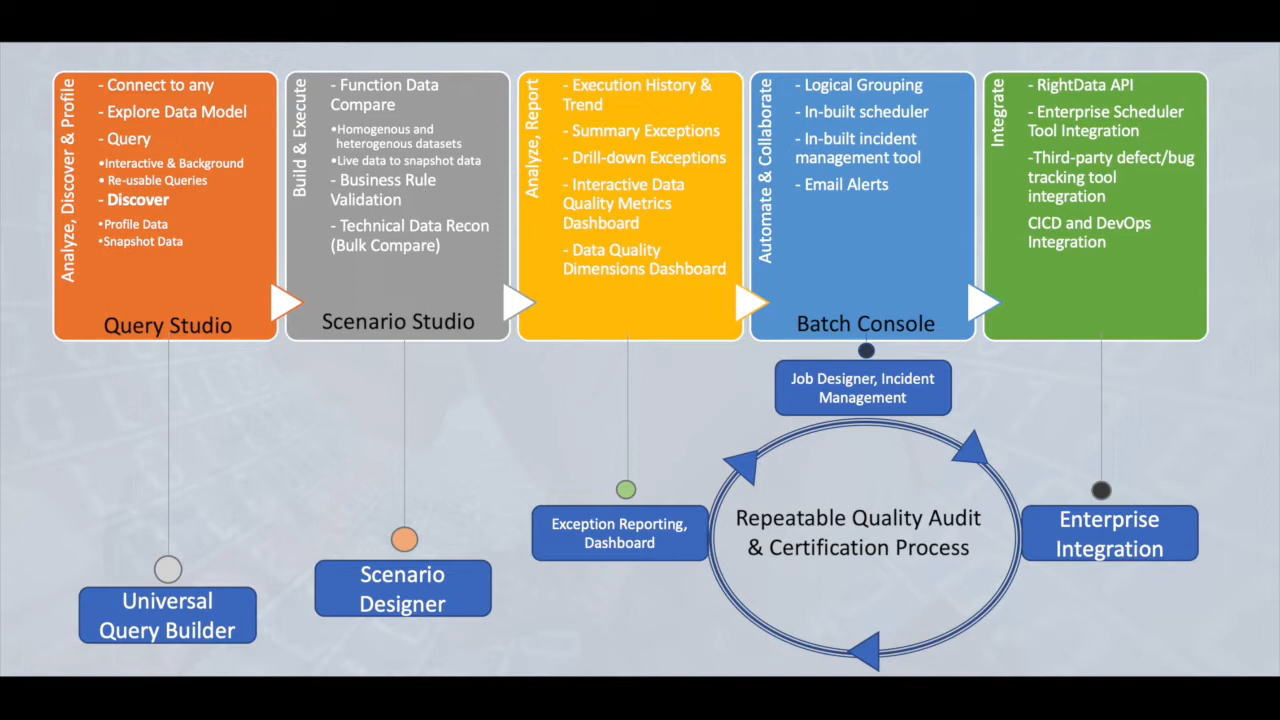 Analyze, Discover & Profile
- Connect to any
- Explore Data Model
- Query
•Interactive & Background
• Re-usable Queries
- Discover
•Profile Data
•Snapshot Data
Query Studio
Build & Execute
- Function Data
Compare
•Homogenous and
heterogenous datasets
•Live data to snapshot data
- Business Rule
Validation
- Technical Data Recon
(Bulk Compare)
Scenario Studio
Analyze, Report
- Execution History &
Trend
- Summary Exceptions
- Drill-down Exceptions
- Interactive Data
Quality Metrics
Dashboard
- Data Quality
Dimensions Dashboard
Automate & Collaborate
- Logical Grouping
- In-built scheduler
- In-built incident
management tool
- Email Alerts
Batch Console
Integrate
- RightData API
- Enterprise Scheduler
Tool Integration
-Third-party defect/bug
tracking tool
integration
CICD and DevOps
Integration
Job Designer, Incident
Management
Exception Reporting,
Dashboard
Repeatable Quality Audit
& Certification Process
Enterprise
Integration
Scenario
Designer
Universal
Query Builder